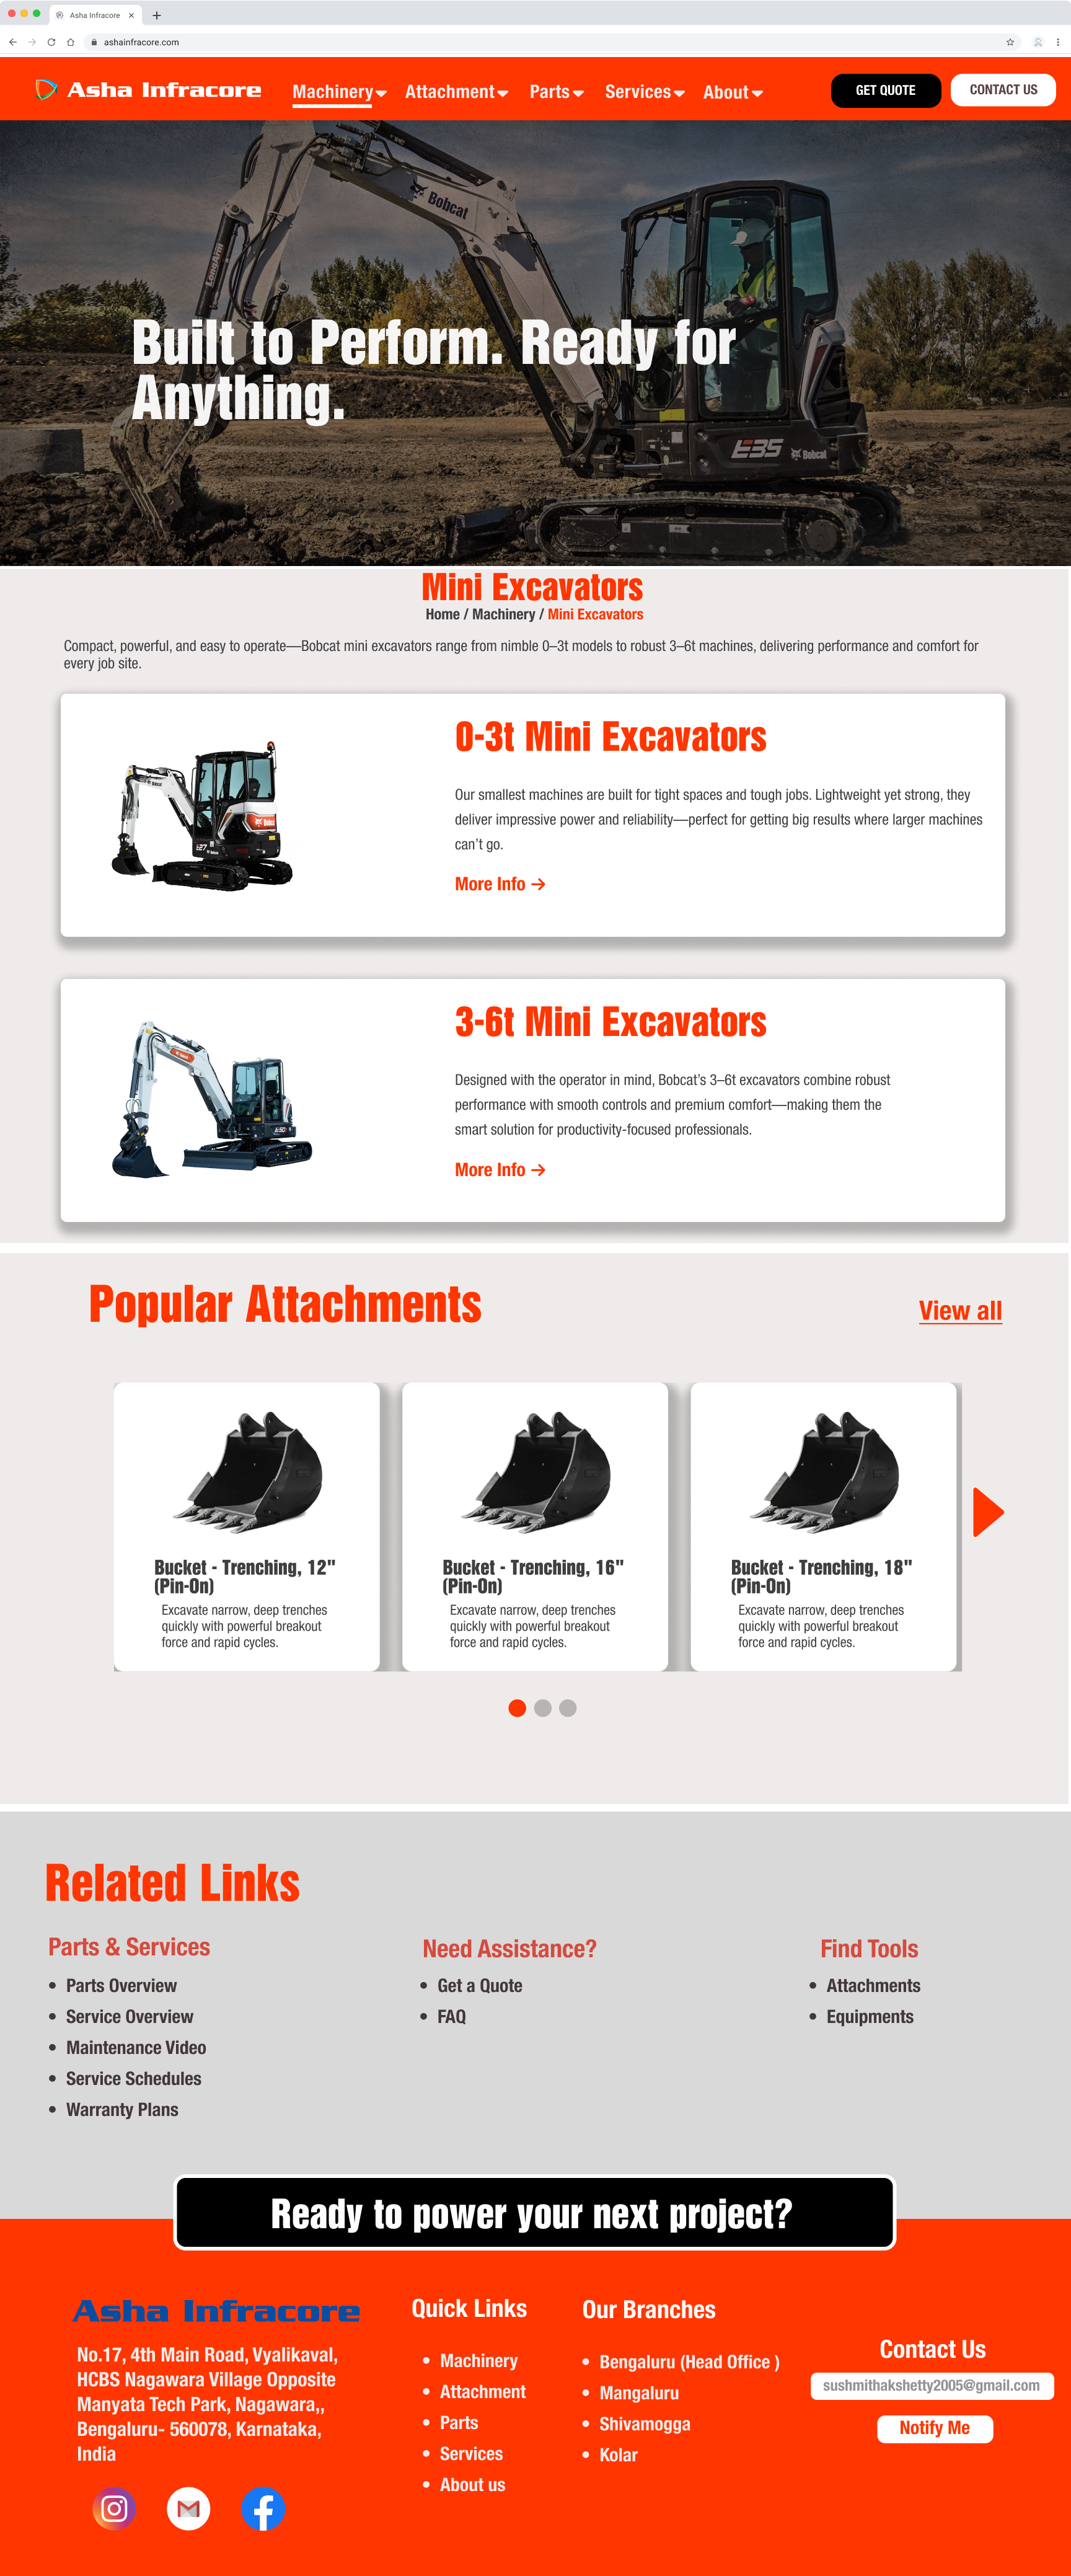 Asha Infracore
ashainfracore.com
Asha Infracore
Machinery Attachment Parts Services About
GET QUOTE
CONTACT US
Bobcat
LongArm
E35 Bobcat
Built to Perform. Ready for
Anything.
Mini Excavators
Home / Machinery / Mini Excavators
Compact, powerful, and easy to operate—Bobcat mini excavators range from nimble 0–3t models to robust 3–6t machines, delivering performance and comfort for
every job site.
0-3t Mini Excavators
Our smallest machines are built for tight spaces and tough jobs. Lightweight yet strong, they
deliver impressive power and reliability—perfect for getting big results where larger machines
can’t go.
More Info →
Bobcat
E27
3-6t Mini Excavators
Designed with the operator in mind, Bobcat’s 3–6t excavators combine robust
performance with smooth controls and premium comfort—making them the
smart solution for productivity-focused professionals.
More Info →
Popular Attachments
View all
Bucket - Trenching, 12"
(Pin-On)
Excavate narrow, deep trenches
quickly with powerful breakout
force and rapid cycles.
Bucket - Trenching, 16"
(Pin-On)
Excavate narrow, deep trenches
quickly with powerful breakout
force and rapid cycles.
Bucket - Trenching, 18"
(Pin-On)
Excavate narrow, deep trenches
quickly with powerful breakout
force and rapid cycles.
Related Links
Parts & Services
• Parts Overview
• Service Overview
• Maintenance Video
• Service Schedules
• Warranty Plans
Need Assistance?
• Get a Quote
• FAQ
Find Tools
• Attachments
• Equipments
Ready to power your next project?
Asha Infracore
No.17, 4th Main Road, Vyalikaval,
HCBS Nagawara Village Opposite
Manyata Tech Park, Nagawara,,
Bengaluru- 560078, Karnataka,
India
Quick Links
• Machinery
• Attachment
• Parts
• Services
• About us
Our Branches
• Bengaluru (Head Office )
• Mangaluru
• Shivamogga
• Kolar
Contact Us
sushmithakshetty2005@gmail.com
Notify Me